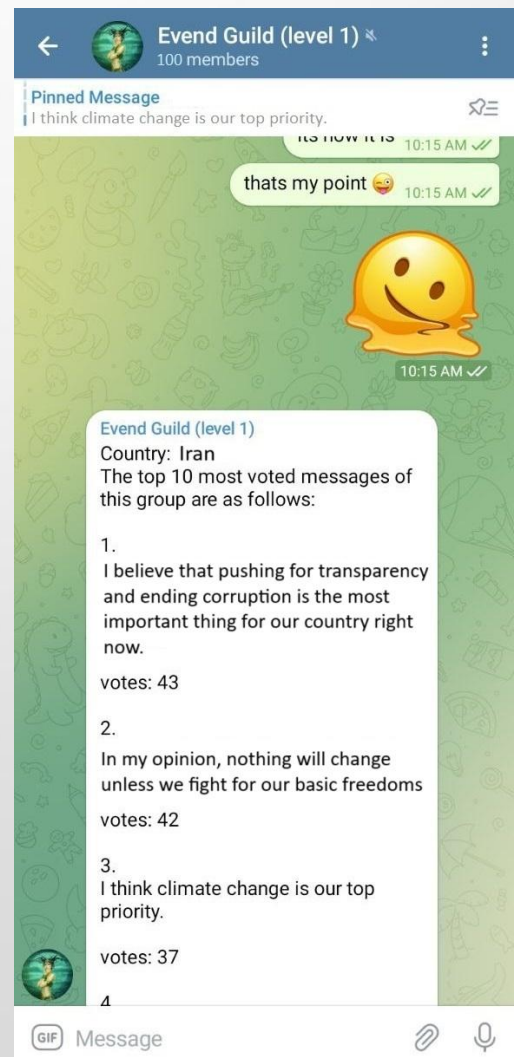 Evend Guild (level 1)
100 members
Pinned Message
I think climate change is our top priority.
its how it is 10:15 AM
thats my point 😜 10:15 AM
10:15 AM
Evend Guild (level 1)
Country: Iran
The top 10 most voted messages of
this group are as follows:
1.
I believe that pushing for transparency
and ending corruption is the most
important thing for our country right
now.
votes: 43
2.
In my opinion, nothing will change
unless we fight for our basic freedoms
votes: 42
3.
I think climate change is our top
priority.
votes: 37
4
GIF Message